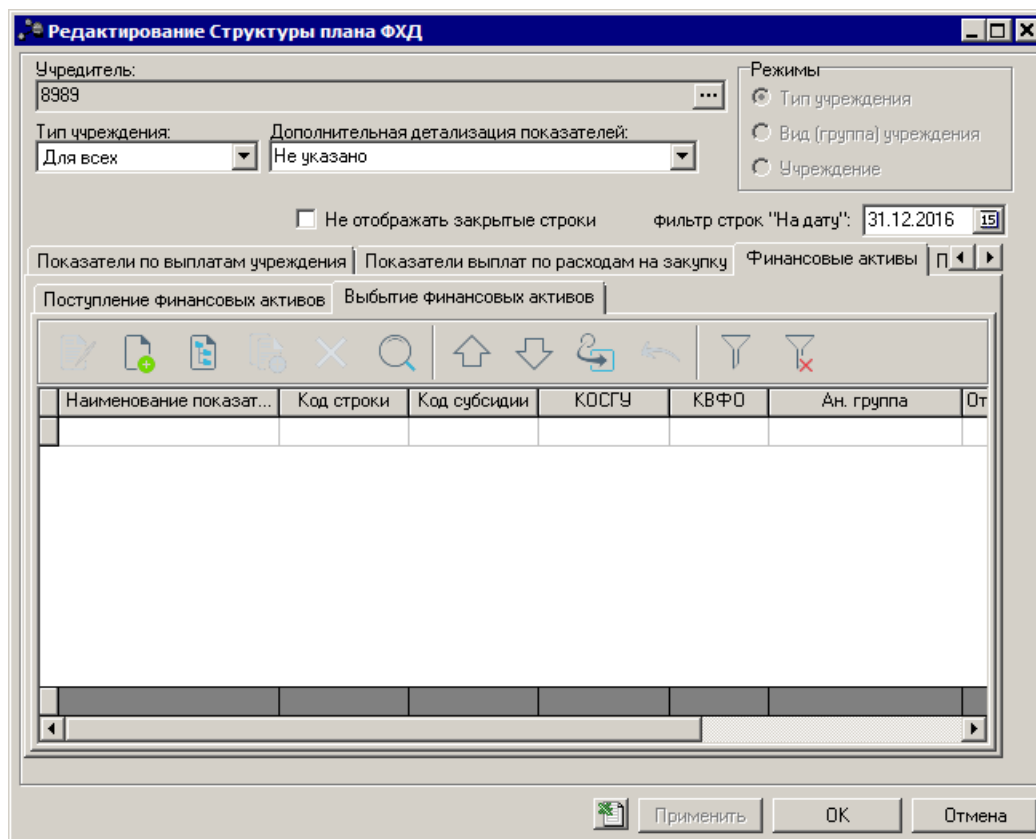 Редактирование Структуры плана ФХД
Учредитель:
8989
...
Режимы
Тип учреждения
Вид (группа) учреждения
Учреждение
Тип учреждения:
Дополнительная детализация показателей:
Для всех
Не указано
Не отображать закрытые строки
фильтр строк "На дату":
31.12.2016
15
Показатели по выплатам учреждения
Показатели выплат по расходам на закупку
Финансовые активы
П
Поступление финансовых активов
Выбытие финансовых активов
Наименование показат...
Код строки
Код субсидии
КОСГУ
КВФО
Ан. группа
От
Применить
OK
Отмена